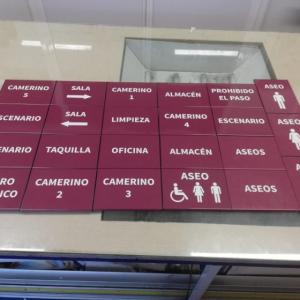 CAMERINO
5
SALA
CAMERINO
1
ALMACÉN
PROHIBIDO
EL PASO
ASEO
ESCENARIO
SALA
LIMPIEZA
CAMERINO
4
ESCENARIO
ASEO
ENARIO
TAQUILLA
OFICINA
ALMACÉN
ASEOS
CAMERINO
2
CAMERINO
3
ASEO
ASEOS